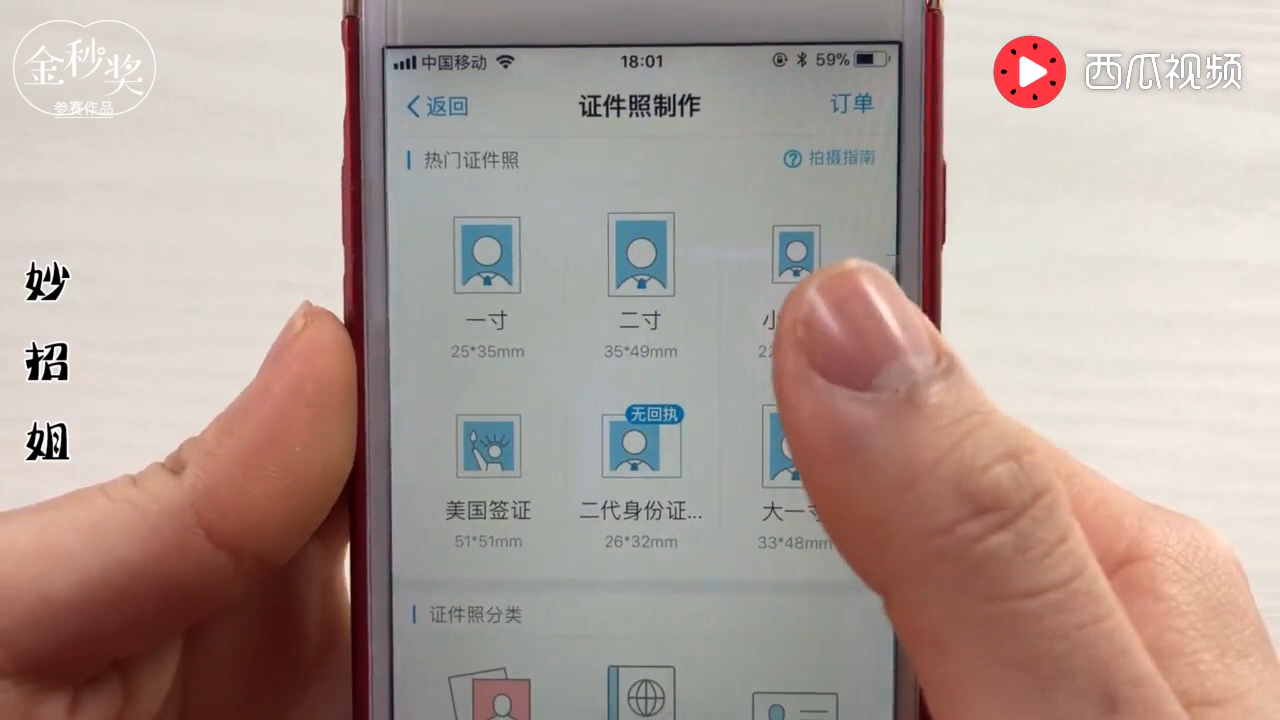 金秒奖
参赛作品
西瓜视频
妙招姐
中国移动 18:01 59%
返回 证件照制作 订单
热门证件照 拍摄指南
一寸 二寸 小
25*35mm 35*49mm 22
无回执
美国签证 二代身份证... 大一寸
51*51mm 26*32mm 33*48mm
证件照分类